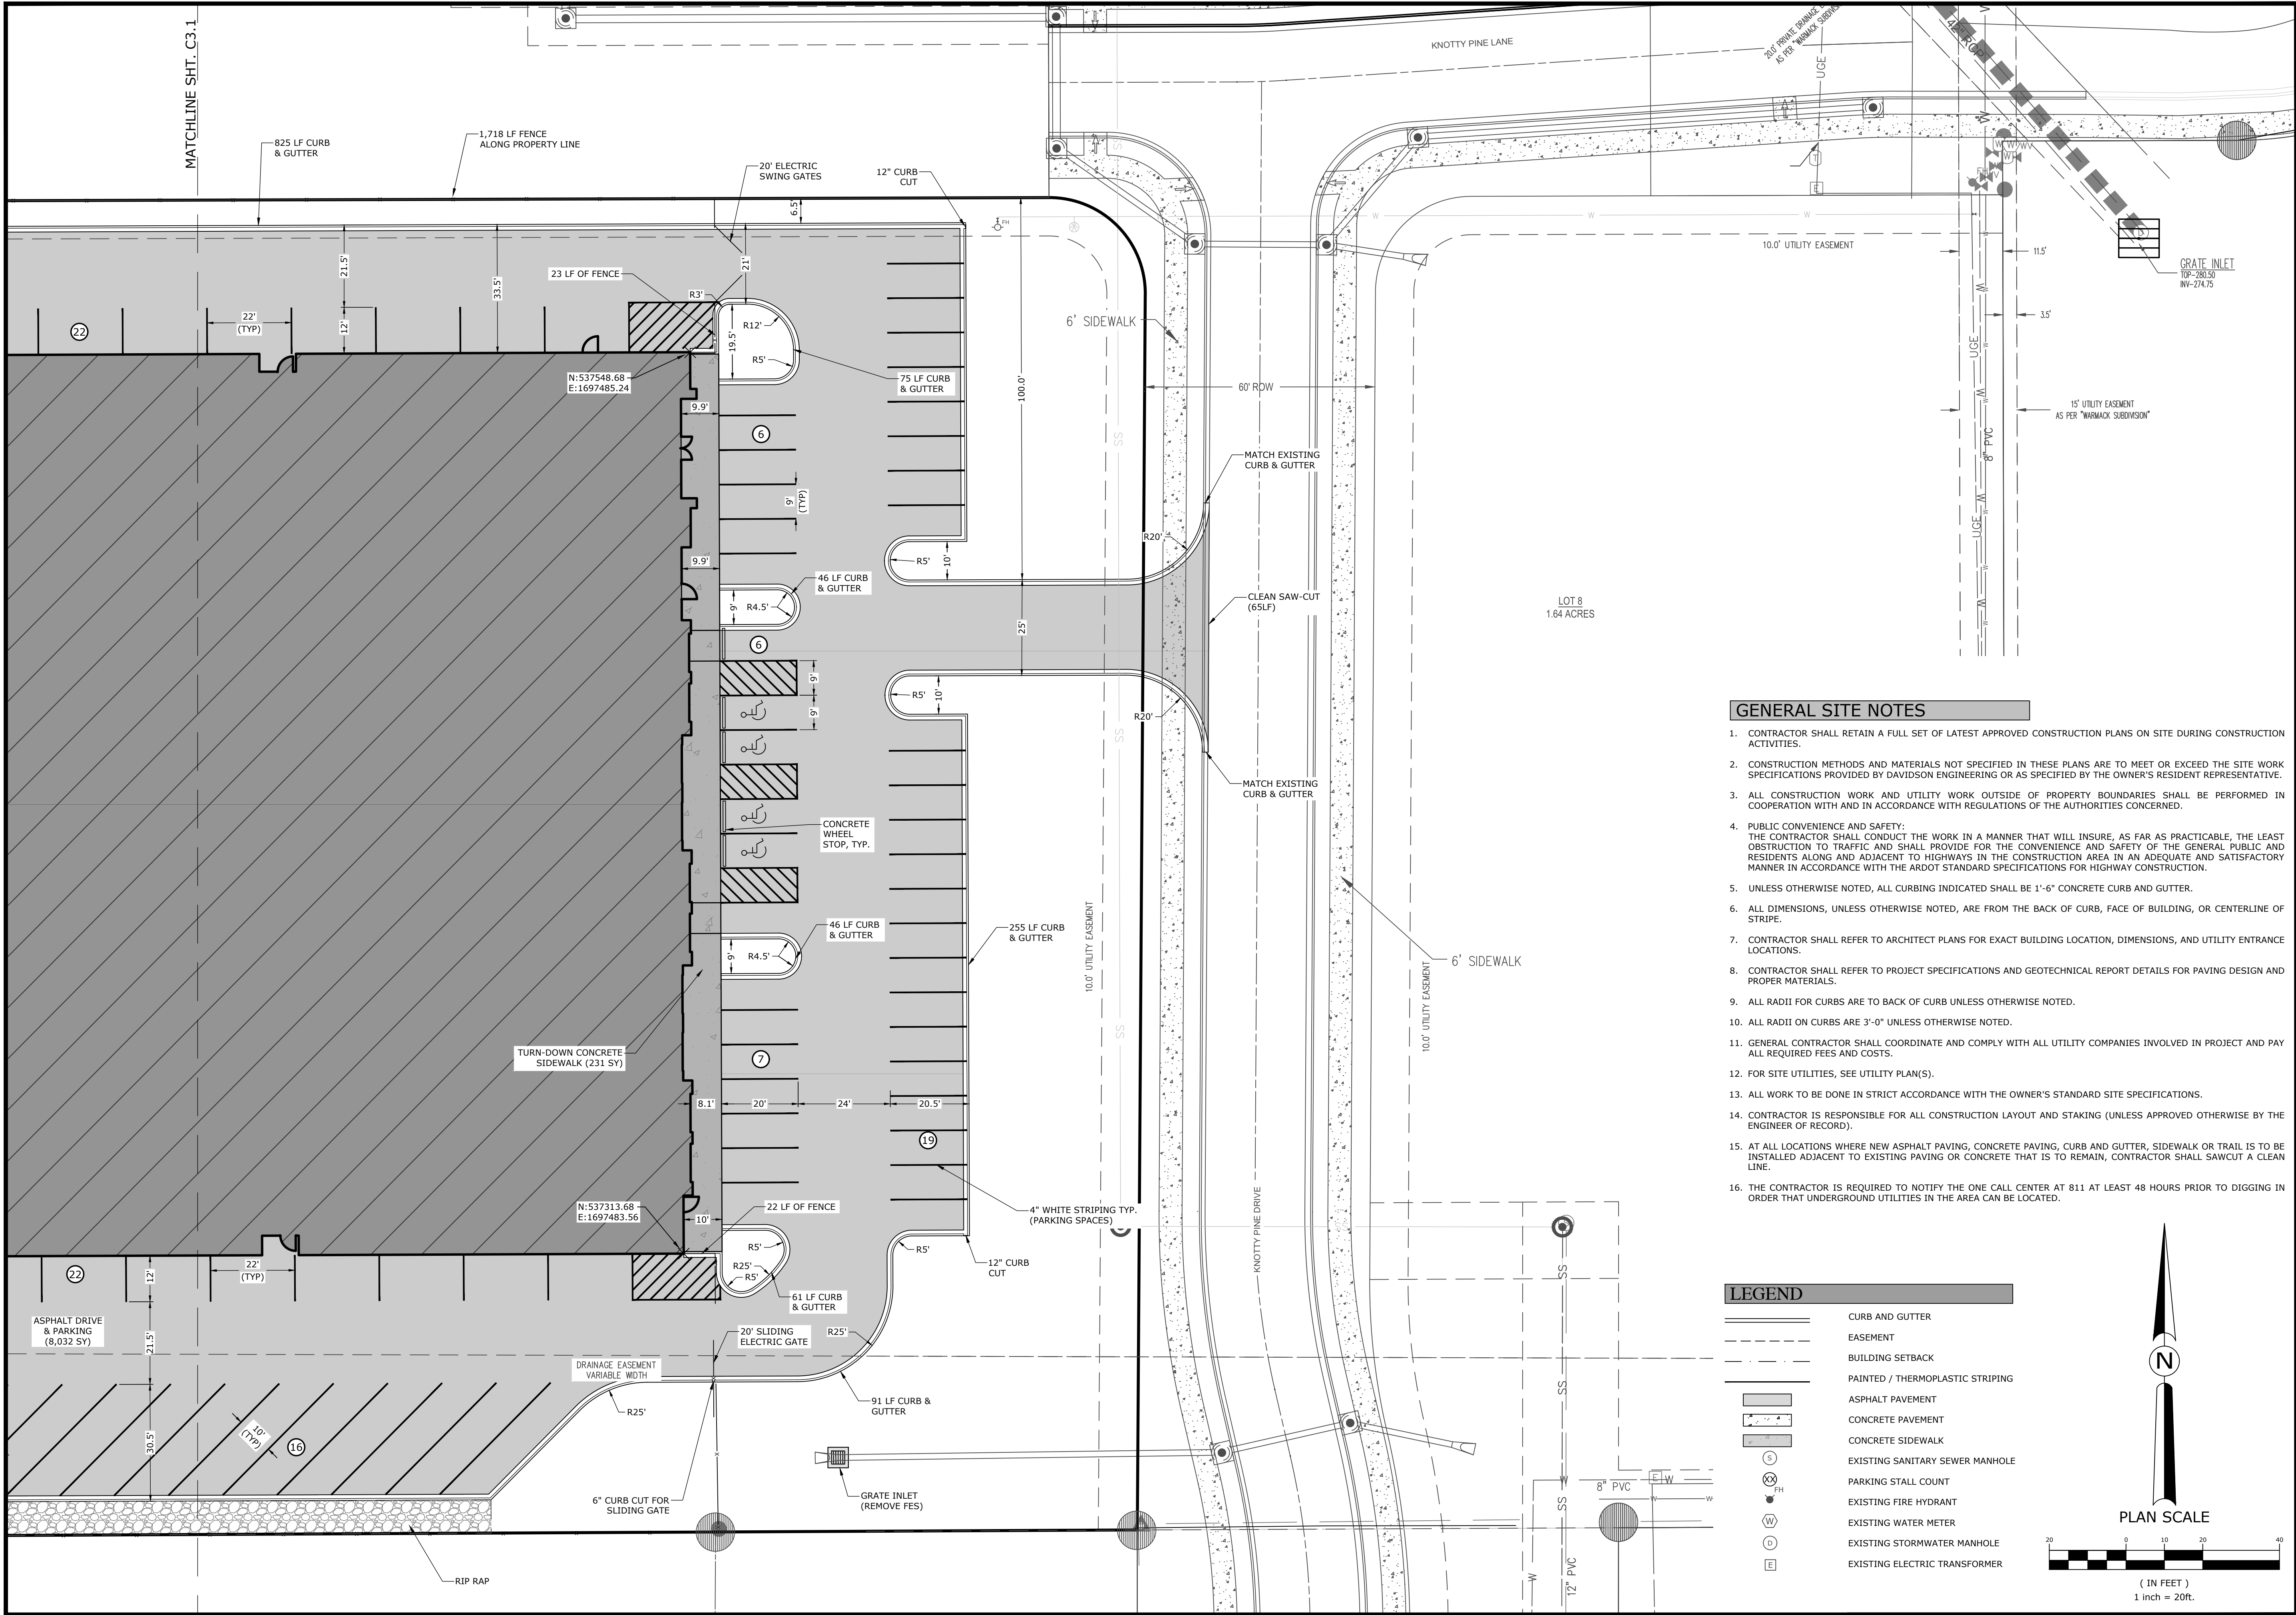 MATCHLINE SHT. C3.1
825 LF CURB
& GUTTER
1,718 LF FENCE
ALONG PROPERTY LINE
20' ELECTRIC
SWING GATES
12" CURB
CUT
KNOTTY PINE LANE
20.0' PRIVATE DRAINAGE
AS PER "WARMACK SUBDIVISION"
UGE
42" RCP
W
W
W
W
W
WV
FH
T
E
6.5'
FH
W
W
W
10.0' UTILITY EASEMENT
11.5'
GRATE INLET
TOP-280.50
INV-274.75
3.5'
15' UTILITY EASEMENT
AS PER "WARMACK SUBDIVISION"
UGE
8" PVC
UGE
21.5'
33.5'
12'
22'
(TYP)
22
23 LF OF FENCE
21'
R3'
R12'
19.5'
R5'
N:537548.68
E:1697485.24
75 LF CURB
& GUTTER
9.9'
6
9'
(TYP)
9.9'
100.0'
6' SIDEWALK
60' ROW
SS
SS
MATCH EXISTING
CURB & GUTTER
R20'
R5'
10'
46 LF CURB
& GUTTER
9'
R4.5'
6
25'
CLEAN SAW-CUT
(65LF)
9'
9'
R5'
10'
R20'
SS
MATCH EXISTING
CURB & GUTTER
LOT 8
1.64 ACRES
CONCRETE
WHEEL
STOP, TYP.
46 LF CURB
& GUTTER
9'
R4.5'
255 LF CURB
& GUTTER
10.0' UTILITY EASEMENT
10.0' UTILITY EASEMENT
6' SIDEWALK
SS
TURN-DOWN CONCRETE
SIDEWALK (231 SY)
7
8.1'
20'
24'
20.5'
19
N:537313.68
E:1697483.56
22 LF OF FENCE
10'
4" WHITE STRIPING TYP.
(PARKING SPACES)
KNOTTY PINE DRIVE
R5'
R25'
R5'
R5'
12" CURB
CUT
22
12'
22'
(TYP)
61 LF CURB
& GUTTER
ASPHALT DRIVE
& PARKING
(8,032 SY)
21.5'
20' SLIDING
ELECTRIC GATE
R25'
DRAINAGE EASEMENT
VARIABLE WIDTH
R25'
91 LF CURB &
GUTTER
10'
(TYP)
16
30.5'
6" CURB CUT FOR
SLIDING GATE
GRATE INLET
(REMOVE FES)
RIP RAP
SS
SS
SS
8" PVC
E
W
W
W
W
W
12" PVC
GENERAL SITE NOTES
1. CONTRACTOR SHALL RETAIN A FULL SET OF LATEST APPROVED CONSTRUCTION PLANS ON SITE DURING CONSTRUCTION
ACTIVITIES.
2. CONSTRUCTION METHODS AND MATERIALS NOT SPECIFIED IN THESE PLANS ARE TO MEET OR EXCEED THE SITE WORK
SPECIFICATIONS PROVIDED BY DAVIDSON ENGINEERING OR AS SPECIFIED BY THE OWNER'S RESIDENT REPRESENTATIVE.
3. ALL CONSTRUCTION WORK AND UTILITY WORK OUTSIDE OF PROPERTY BOUNDARIES SHALL BE PERFORMED IN
COOPERATION WITH AND IN ACCORDANCE WITH REGULATIONS OF THE AUTHORITIES CONCERNED.
4. PUBLIC CONVENIENCE AND SAFETY:
THE CONTRACTOR SHALL CONDUCT THE WORK IN A MANNER THAT WILL INSURE, AS FAR AS PRACTICABLE, THE LEAST
OBSTRUCTION TO TRAFFIC AND SHALL PROVIDE FOR THE CONVENIENCE AND SAFETY OF THE GENERAL PUBLIC AND
RESIDENTS ALONG AND ADJACENT TO HIGHWAYS IN THE CONSTRUCTION AREA IN AN ADEQUATE AND SATISFACTORY
MANNER IN ACCORDANCE WITH THE ARDOT STANDARD SPECIFICATIONS FOR HIGHWAY CONSTRUCTION.
5. UNLESS OTHERWISE NOTED, ALL CURBING INDICATED SHALL BE 1'-6" CONCRETE CURB AND GUTTER.
6. ALL DIMENSIONS, UNLESS OTHERWISE NOTED, ARE FROM THE BACK OF CURB, FACE OF BUILDING, OR CENTERLINE OF
STRIPE.
7. CONTRACTOR SHALL REFER TO ARCHITECT PLANS FOR EXACT BUILDING LOCATION, DIMENSIONS, AND UTILITY ENTRANCE
LOCATIONS.
8. CONTRACTOR SHALL REFER TO PROJECT SPECIFICATIONS AND GEOTECHNICAL REPORT DETAILS FOR PAVING DESIGN AND
PROPER MATERIALS.
9. ALL RADII FOR CURBS ARE TO BACK OF CURB UNLESS OTHERWISE NOTED.
10. ALL RADII ON CURBS ARE 3'-0" UNLESS OTHERWISE NOTED.
11. GENERAL CONTRACTOR SHALL COORDINATE AND COMPLY WITH ALL UTILITY COMPANIES INVOLVED IN PROJECT AND PAY
ALL REQUIRED FEES AND COSTS.
12. FOR SITE UTILITIES, SEE UTILITY PLAN(S).
13. ALL WORK TO BE DONE IN STRICT ACCORDANCE WITH THE OWNER'S STANDARD SITE SPECIFICATIONS.
14. CONTRACTOR IS RESPONSIBLE FOR ALL CONSTRUCTION LAYOUT AND STAKING (UNLESS APPROVED OTHERWISE BY THE
ENGINEER OF RECORD).
15. AT ALL LOCATIONS WHERE NEW ASPHALT PAVING, CONCRETE PAVING, CURB AND GUTTER, SIDEWALK OR TRAIL IS TO BE
INSTALLED ADJACENT TO EXISTING PAVING OR CONCRETE THAT IS TO REMAIN, CONTRACTOR SHALL SAWCUT A CLEAN
LINE.
16. THE CONTRACTOR IS REQUIRED TO NOTIFY THE ONE CALL CENTER AT 811 AT LEAST 48 HOURS PRIOR TO DIGGING IN
ORDER THAT UNDERGROUND UTILITIES IN THE AREA CAN BE LOCATED.
LEGEND
CURB AND GUTTER
EASEMENT
BUILDING SETBACK
PAINTED / THERMOPLASTIC STRIPING
ASPHALT PAVEMENT
CONCRETE PAVEMENT
CONCRETE SIDEWALK
S EXISTING SANITARY SEWER MANHOLE
XX PARKING STALL COUNT
FH EXISTING FIRE HYDRANT
W EXISTING WATER METER
D EXISTING STORMWATER MANHOLE
E EXISTING ELECTRIC TRANSFORMER
N
PLAN SCALE
20 0 10 20 40
( IN FEET )
1 inch = 20ft.